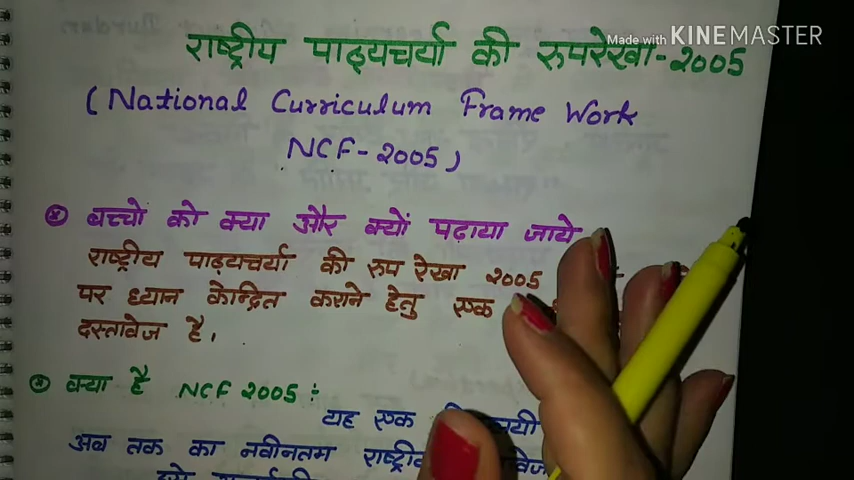 Made with KINEMASTER
राष्ट्रीय पाठ्यचर्या की रुपरेखा-2005
(National Curriculum Frame Work
NCF-2005)
बच्चो को क्या और क्यों पढ़ाया जाये
राष्ट्रीय पाठ्यचर्या की रुप रेखा 2005
पर ध्यान केन्द्रित कराने हेतु एक
दस्तावेज है।
क्या है NCF 2005:
यह एक
अब तक का नवीनतम